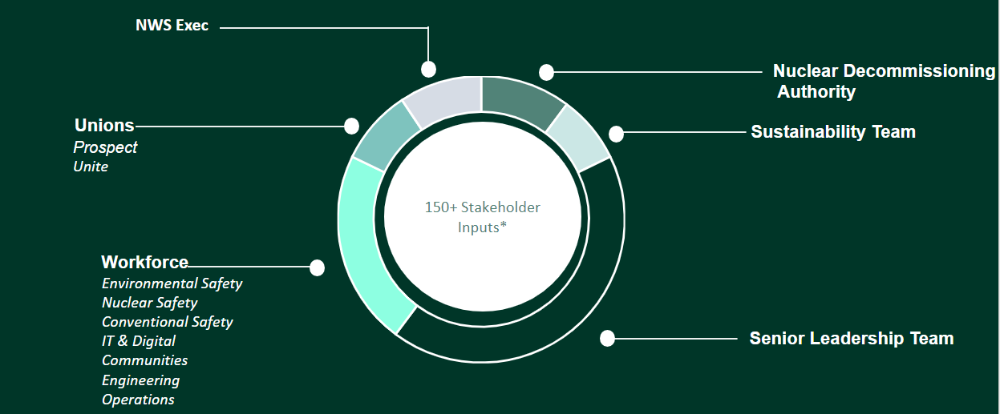 NWS Exec
Nuclear Decommissioning
Authority
Unions
Prospect
Unite
Sustainability Team
150+ Stakeholder
Inputs*
Workforce
Environmental Safety
Nuclear Safety
Conventional Safety
IT & Digital
Communities
Engineering
Operations
Senior Leadership Team